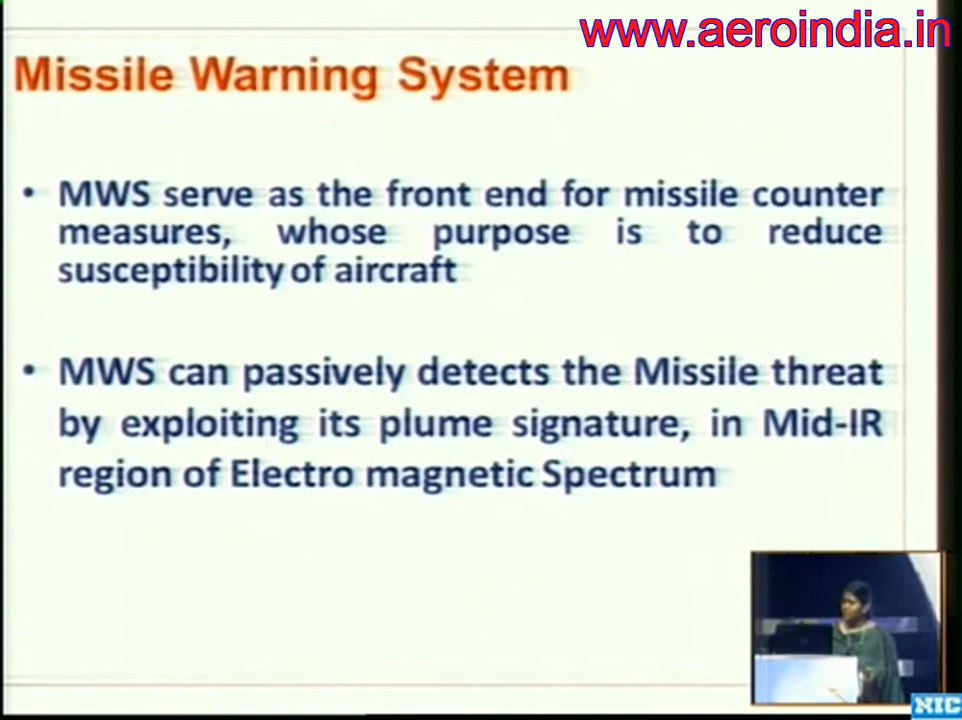 www.aeroindia.in
Missile Warning System
• MWS serve as the front end for missile counter
measures, whose purpose is to reduce
susceptibility of aircraft
• MWS can passively detects the Missile threat
by exploiting its plume signature, in Mid-IR
region of Electro magnetic Spectrum
NIC